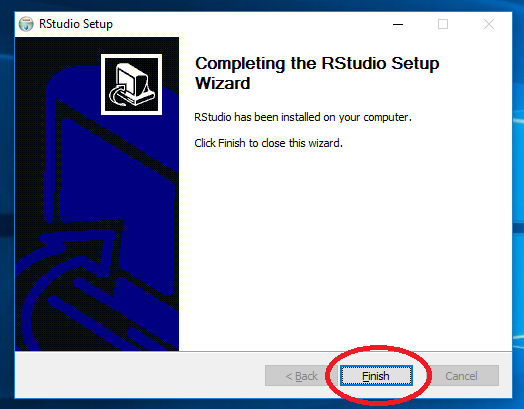 RStudio Setup
Completing the RStudio Setup
Wizard
RStudio has been installed on your computer.
Click Finish to close this wizard.
< Back
Finish
Cancel